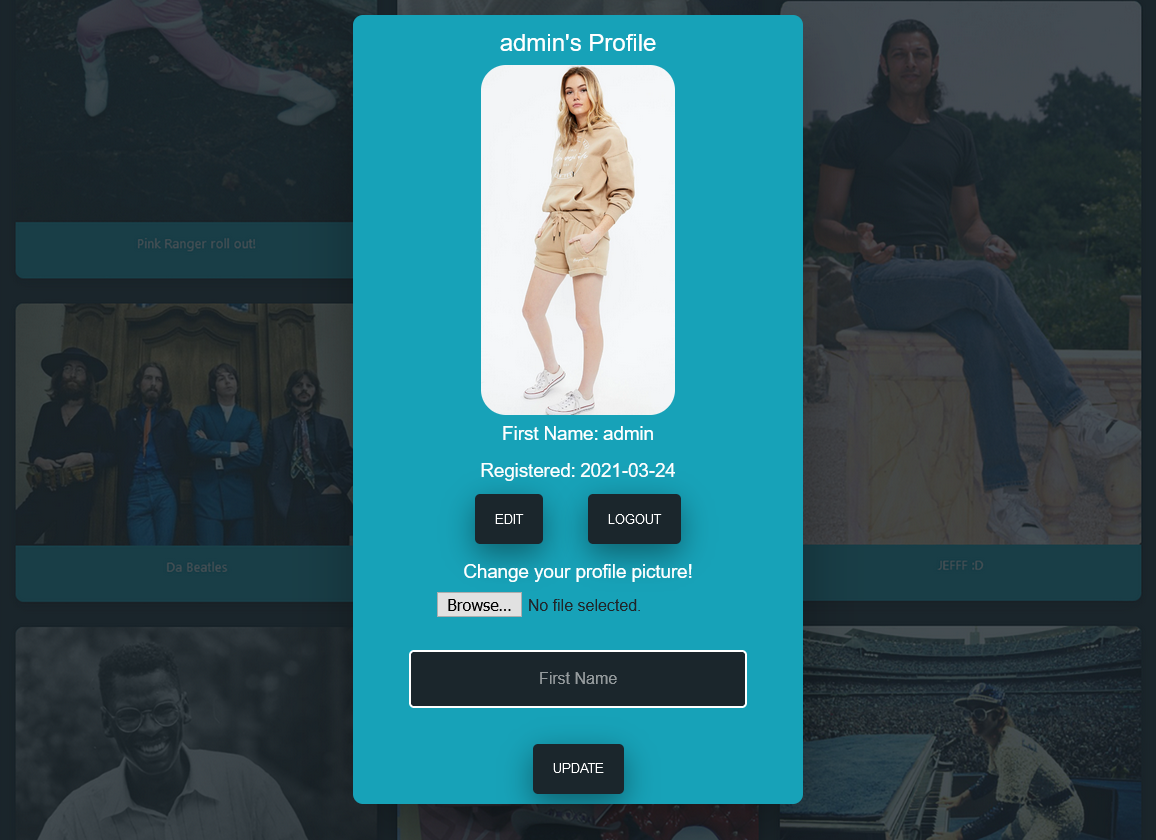 admin's Profile
First Name: admin
Registered: 2021-03-24
EDIT
LOGOUT
Change your profile picture!
Browse...
No file selected.
First Name
UPDATE
Pink Ranger roll out!
Da Beatles
JEFFF :D